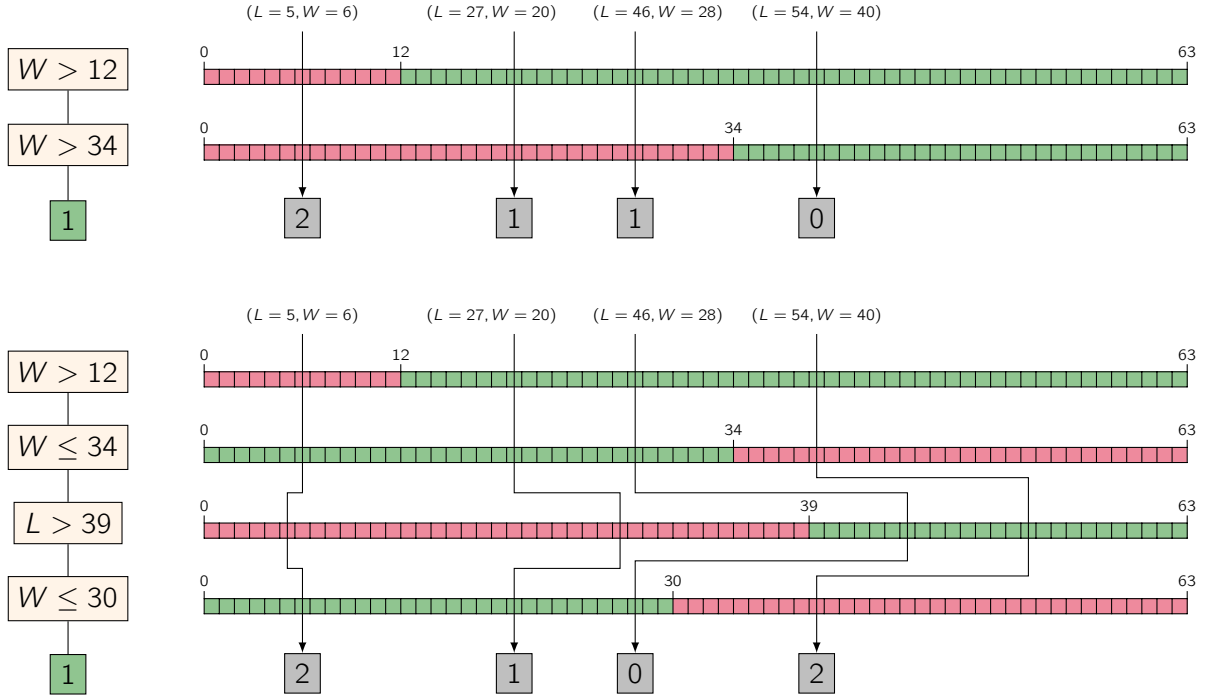 (L = 5, W = 6) (L = 27, W = 20) (L = 46, W = 28) (L = 54, W = 40)
0 12 63
W > 12
0 34 63
W > 34
1 2 1 1 0
(L = 5, W = 6) (L = 27, W = 20) (L = 46, W = 28) (L = 54, W = 40)
0 12 63
W > 12
0 34 63
W ≤ 34
0 39 63
L > 39
0 30 63
W ≤ 30
1 2 1 0 2